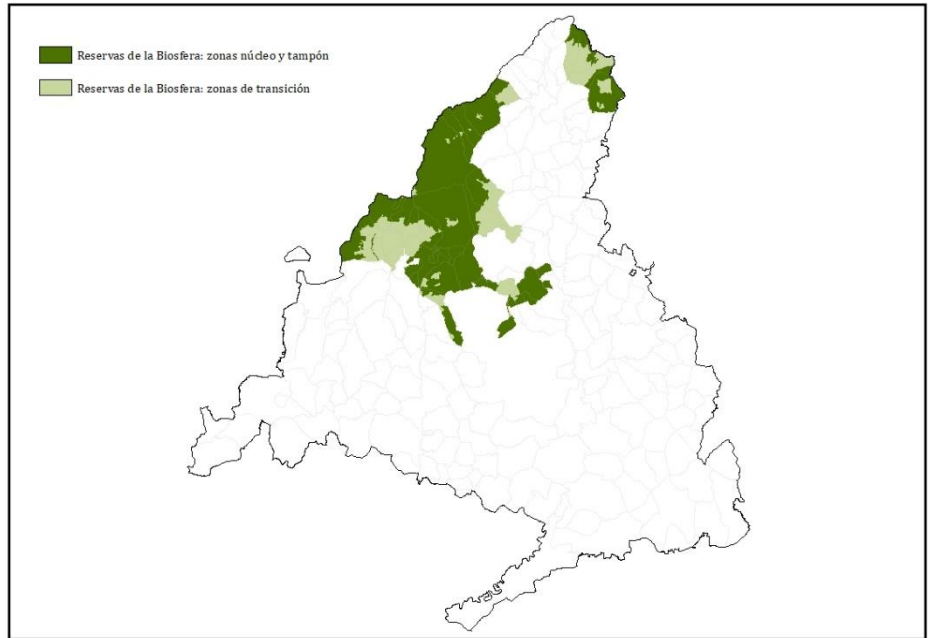 Reservas de la Biosfera: zonas núcleo y tampón
Reservas de la Biosfera: zonas de transición